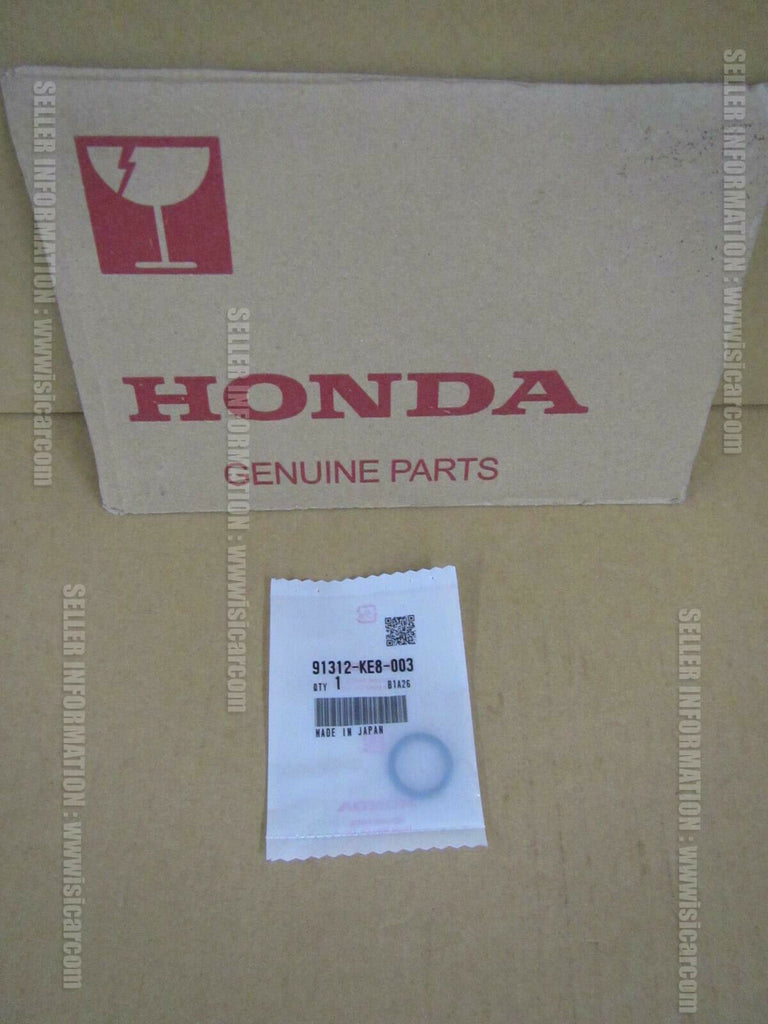 HONDA
GENUINE PARTS
91312-KE8-003
QTY 1 B1A26
MADE IN JAPAN
HONDA
SELLER INFORMATION : www.isicar.com
SELLER INFORMATION : www.isicar.com
SELLER INFORMATION : www.isicar.com
SELLER INFORMATION : www.isicar.com
SELLER INFORMATION : www.isicar.com